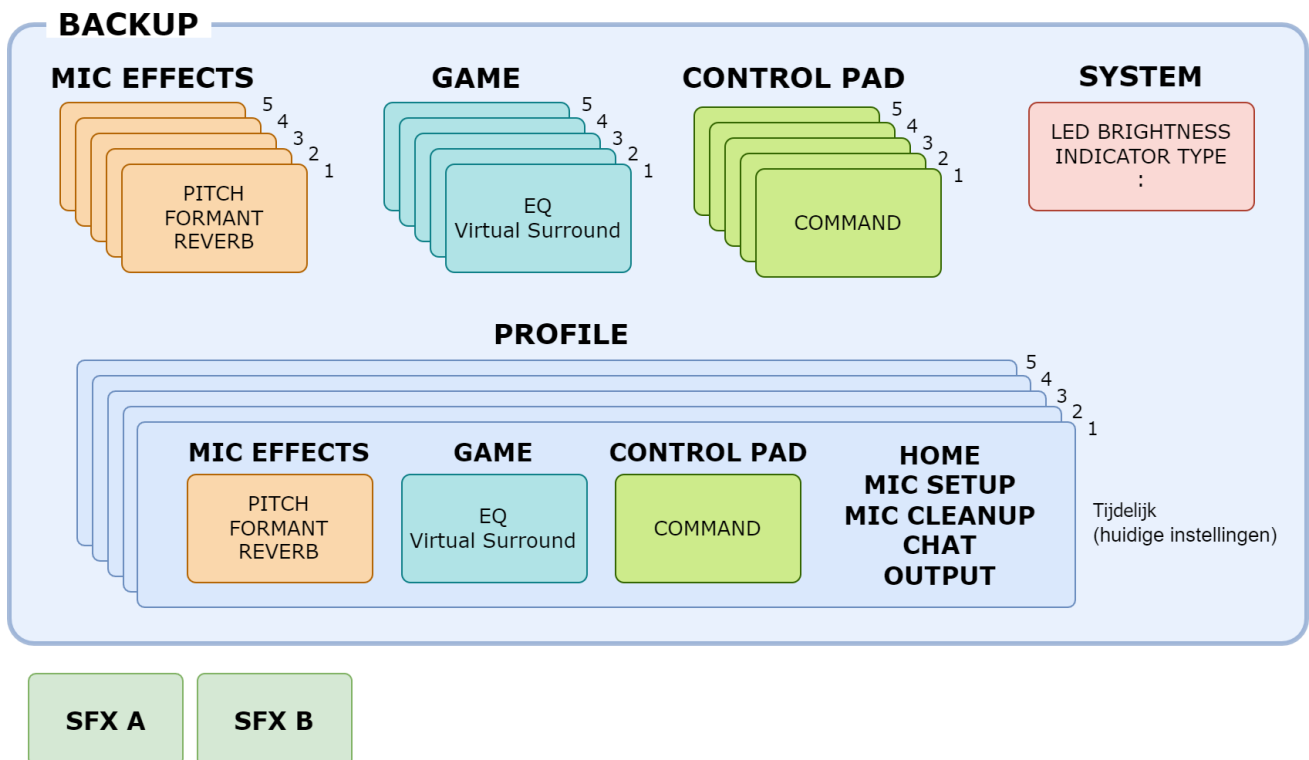 BACKUP
MIC EFFECTS
5
4
3
2
1
PITCH
FORMANT
REVERB
GAME
5
4
3
2
1
EQ
Virtual Surround
CONTROL PAD
5
4
3
2
1
COMMAND
SYSTEM
LED BRIGHTNESS
INDICATOR TYPE
:
PROFILE
5
4
3
2
1
MIC EFFECTS
PITCH
FORMANT
REVERB
GAME
EQ
Virtual Surround
CONTROL PAD
COMMAND
HOME
MIC SETUP
MIC CLEANUP
CHAT
OUTPUT
Tijdelijk
(huidige instellingen)
SFX A
SFX B